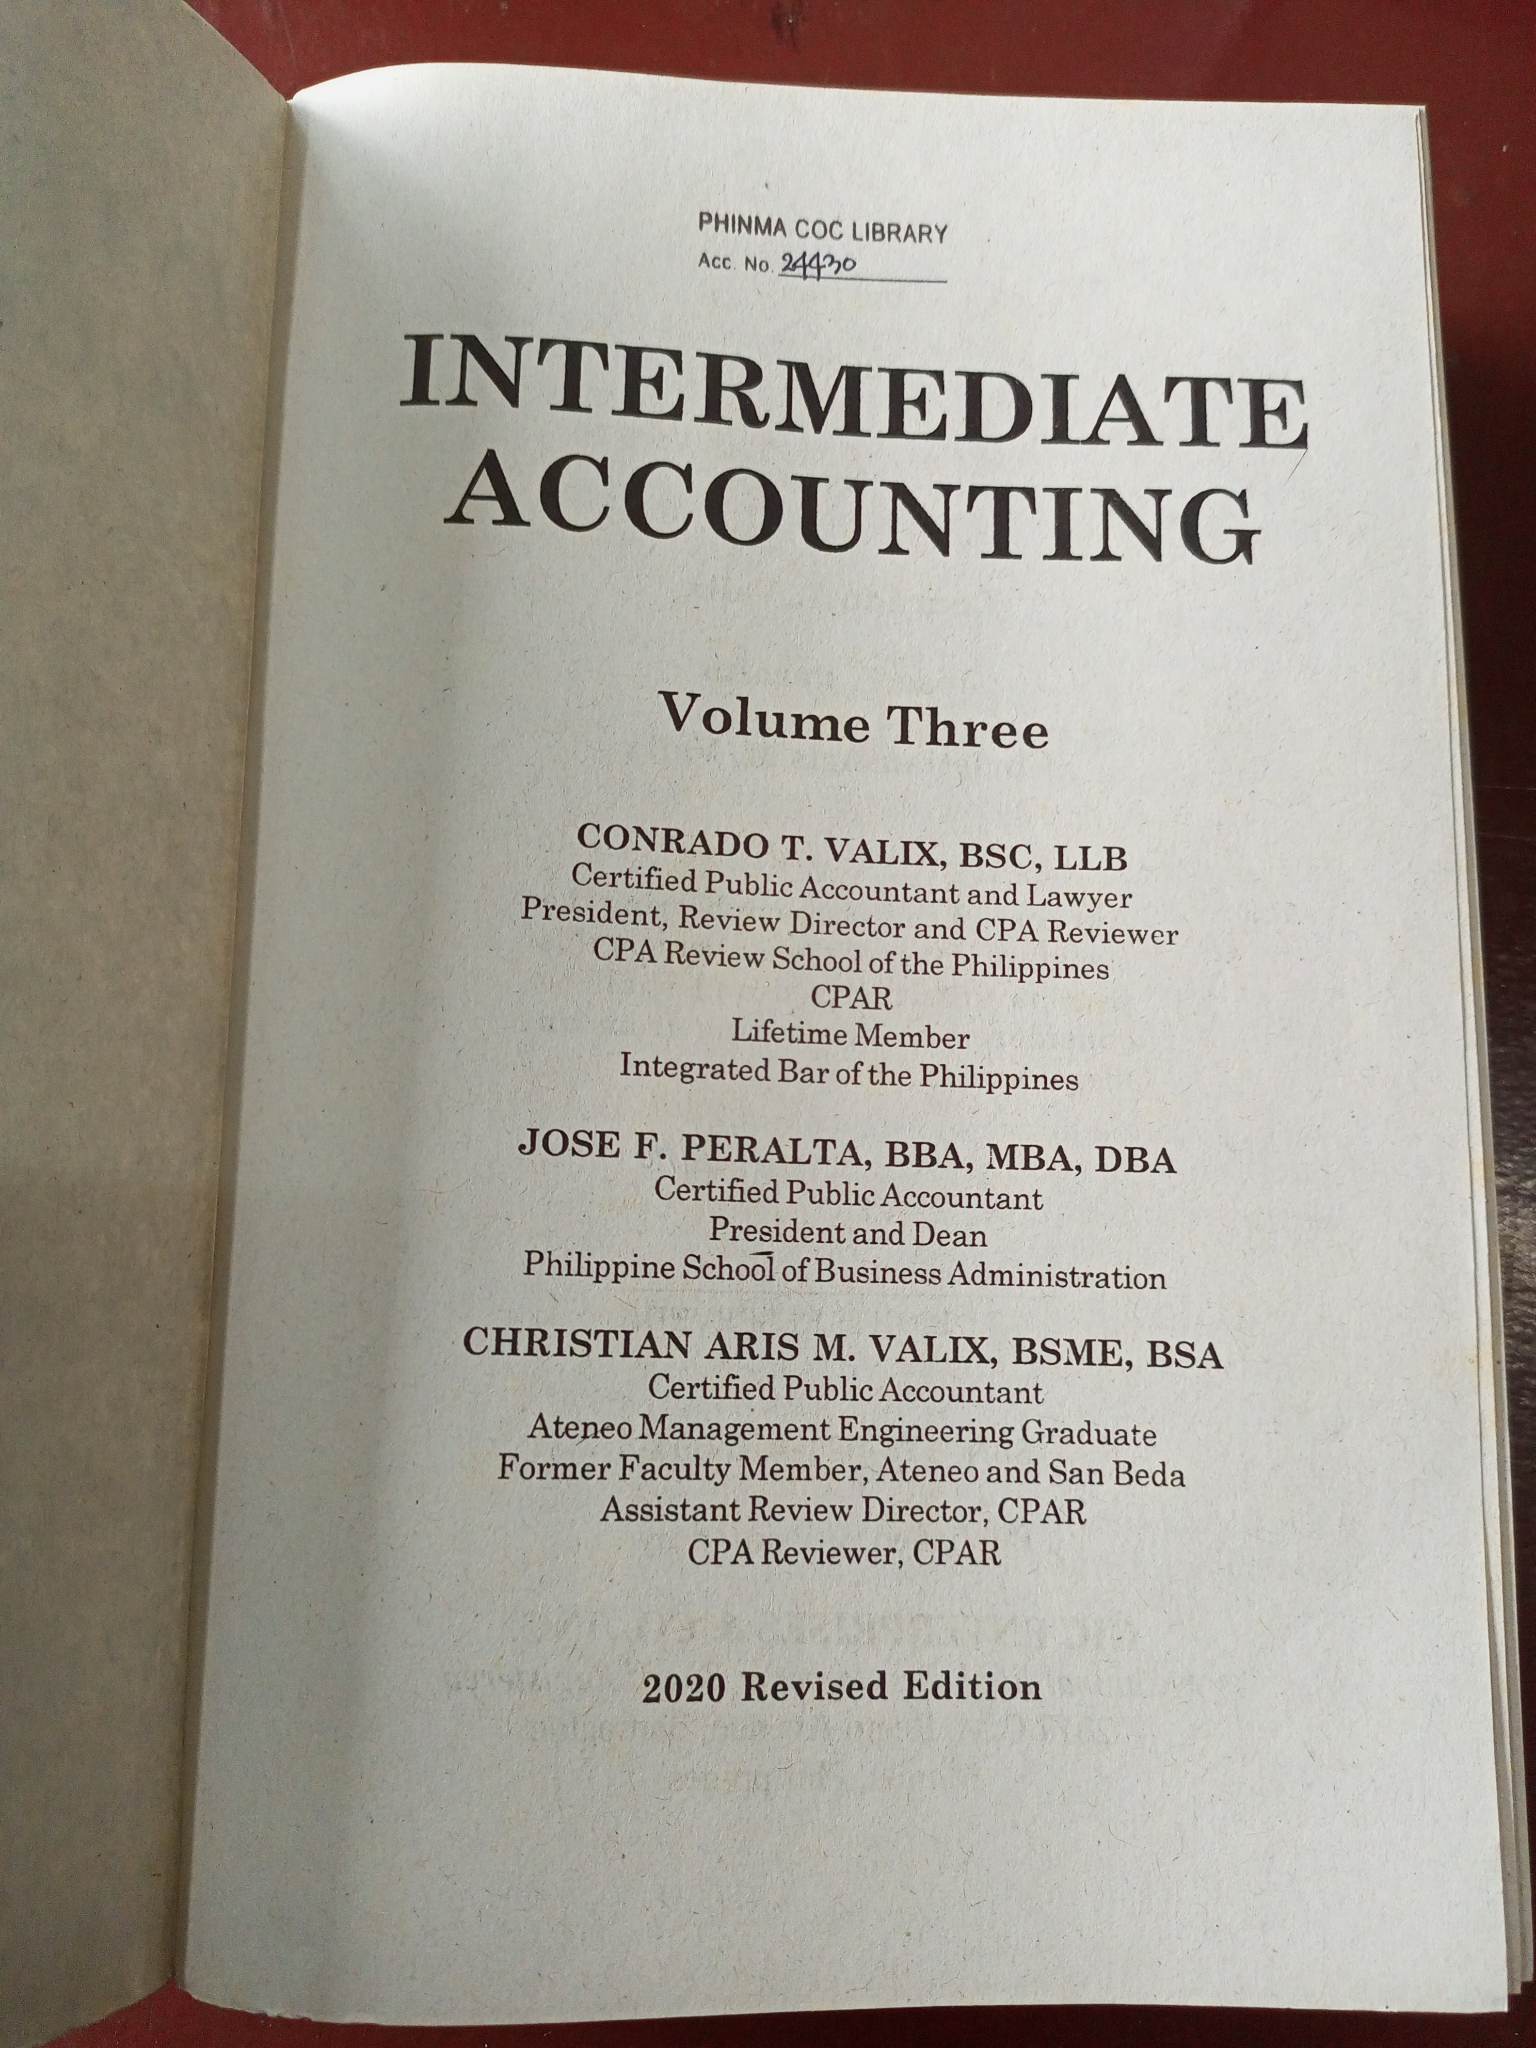 PHINMA COC LIBRARY
Acc. No. 24430
INTERMEDIATE
ACCOUNTING
Volume Three
CONRADO T. VALIX, BSC, LLB
Certified Public Accountant and Lawyer
President, Review Director and CPA Reviewer
CPA Review School of the Philippines
CPAR
Lifetime Member
Integrated Bar of the Philippines
JOSE F. PERALTA, BBA, MBA, DBA
Certified Public Accountant
President and Dean
Philippine School of Business Administration
CHRISTIAN ARIS M. VALIX, BSME, BSA
Certified Public Accountant
Ateneo Management Engineering Graduate
Former Faculty Member, Ateneo and San Beda
Assistant Review Director, CPAR
CPA Reviewer, CPAR
2020 Revised Edition